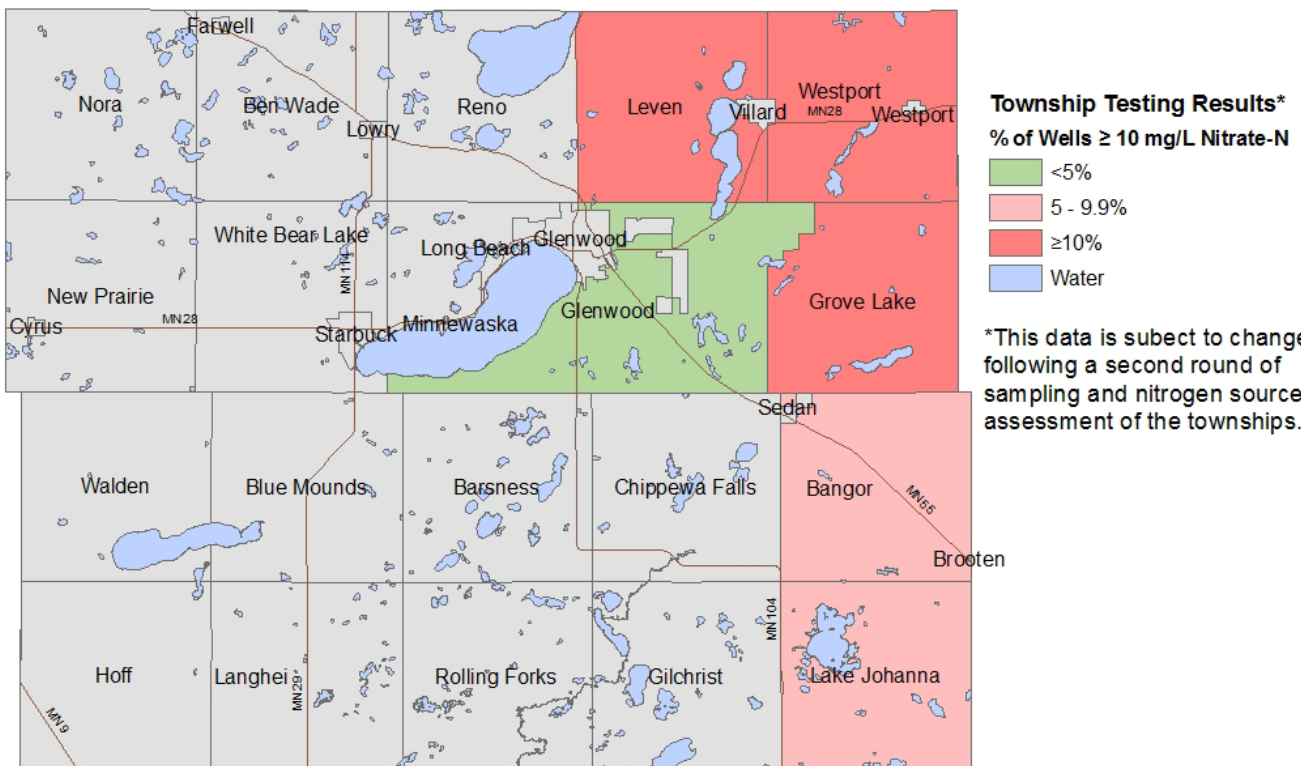 Farwell
Nora
Ben Wade
Reno
Lowry
Leven
Villard
Westport
MN28
Westport
White Bear Lake
Long Beach
Glenwood
MN114
New Prairie
Cyrus
MN28
Starbuck
Minnewaska
Glenwood
Grove Lake
Sedan
Walden
Blue Mounds
Barsness
Chippewa Falls
Bangor
MN55
Brooten
Hoff
Langhei
MN29
Rolling Forks
Gilchrist
MN104
Lake Johanna
MN9
Township Testing Results*
% of Wells ≥ 10 mg/L Nitrate-N
<5%
5 - 9.9%
≥10%
Water
*This data is subect to change
following a second round of
sampling and nitrogen source
assessment of the townships.